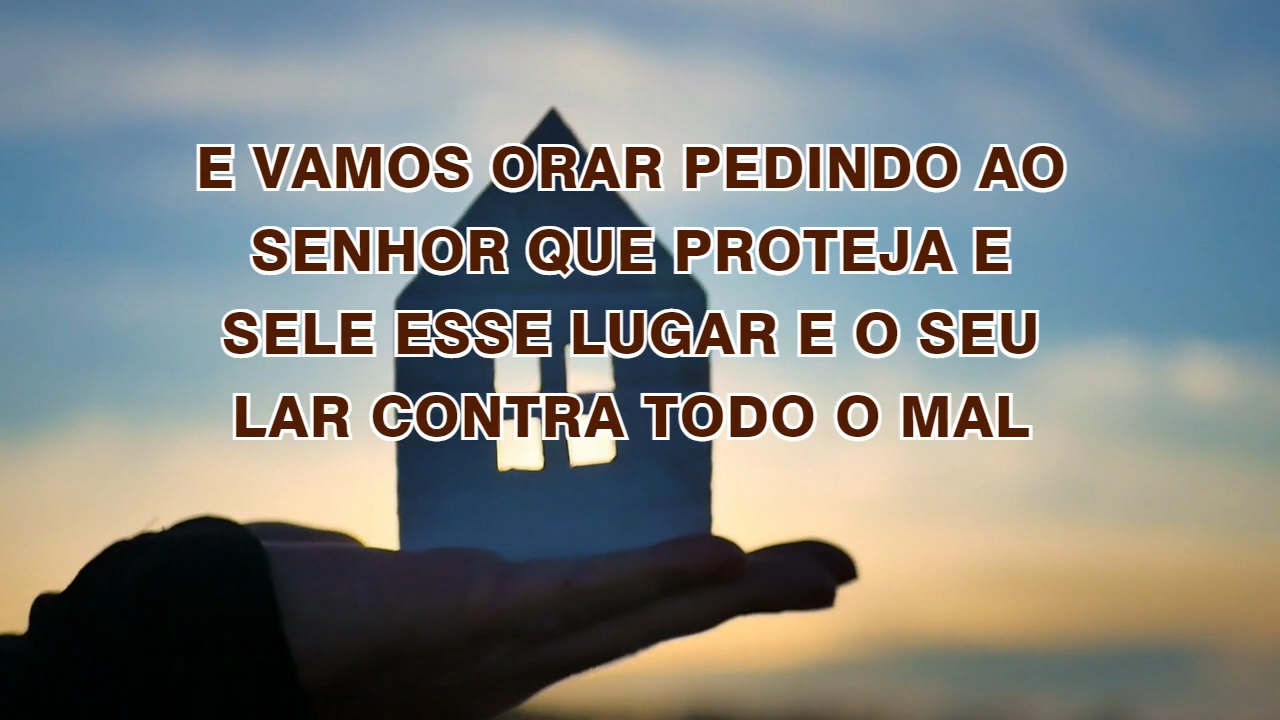 E VAMOS ORAR PEDINDO AO
SENHOR QUE PROTEJA E
SELE ESSE LUGAR E O SEU
LAR CONTRA TODO O MAL